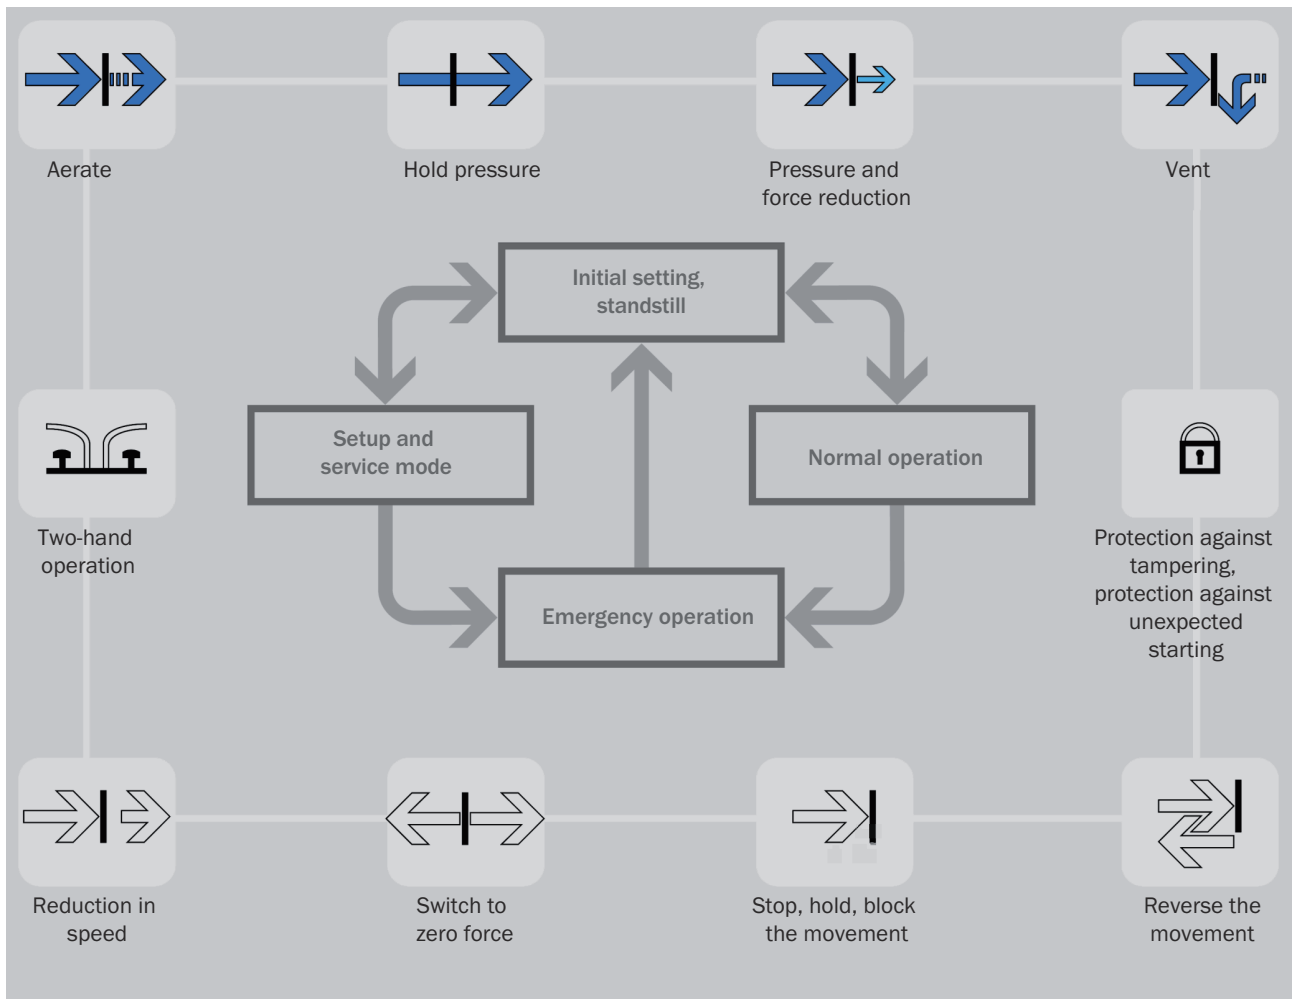 Aerate
Hold pressure
Pressure and
force reduction
Vent
Initial setting,
standstill
Setup and
service mode
Normal operation
Emergency operation
Two-hand
operation
Protection against
tampering,
protection against
unexpected
starting
Reduction in
speed
Switch to
zero force
Stop, hold, block
the movement
Reverse the
movement